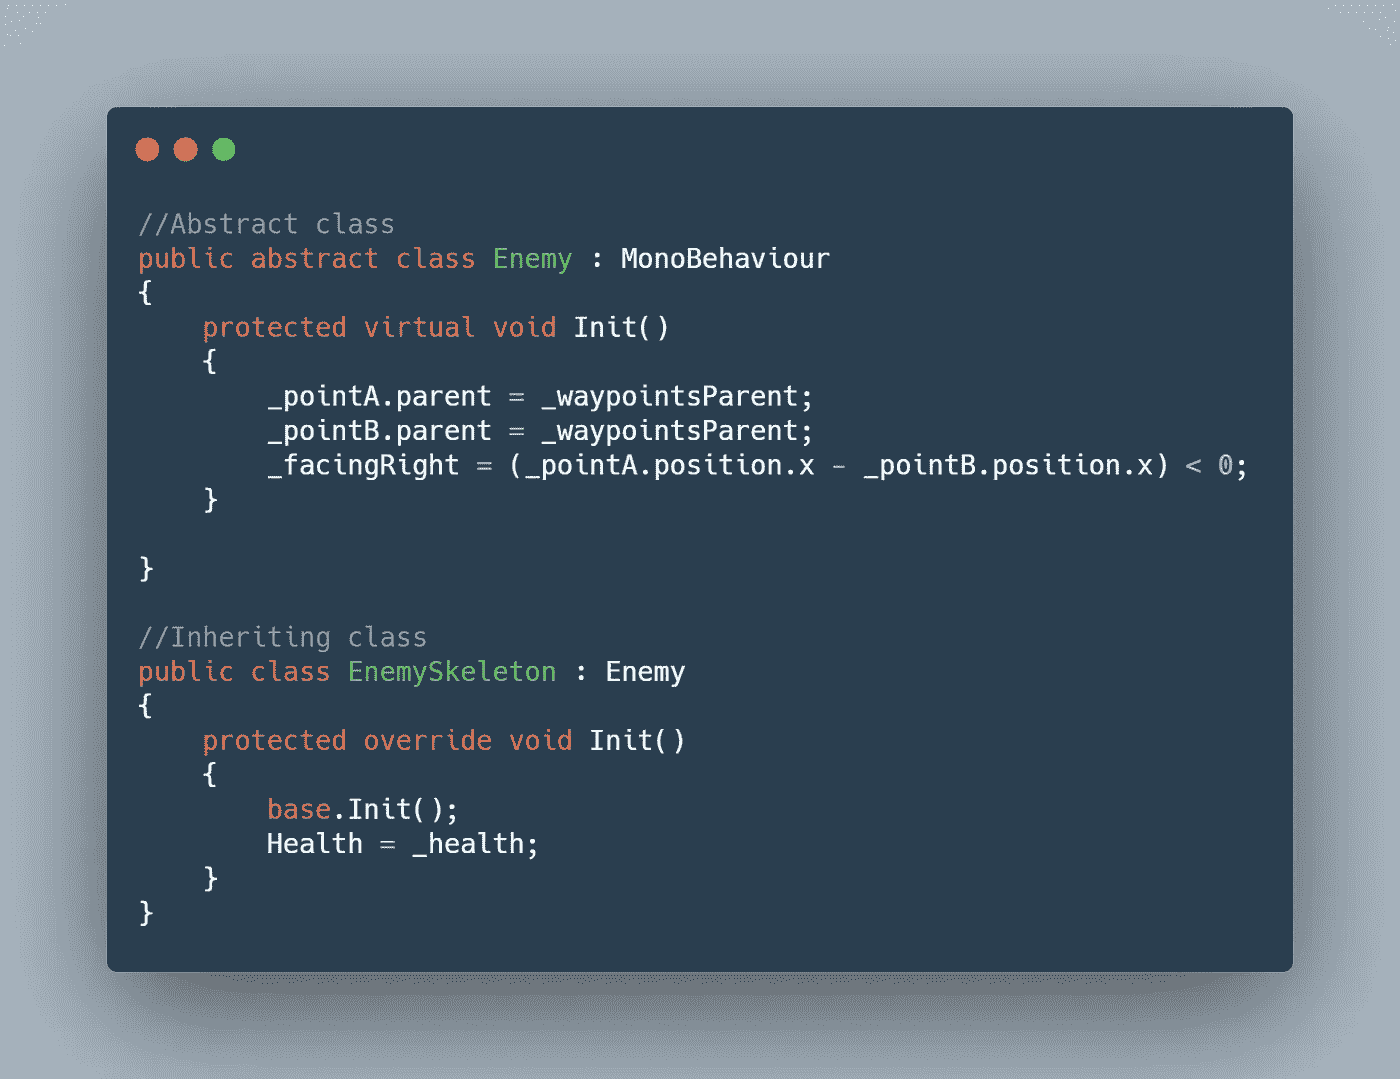 //Abstract class
public abstract class Enemy : MonoBehaviour
{
    protected virtual void Init()
    {
        _pointA.parent = _waypointsParent;
        _pointB.parent = _waypointsParent;
        _facingRight = (_pointA.position.x - _pointB.position.x) < 0;
    }

}

//Inheriting class
public class EnemySkeleton : Enemy
{
    protected override void Init()
    {
        base.Init();
        Health = _health;
    }
}